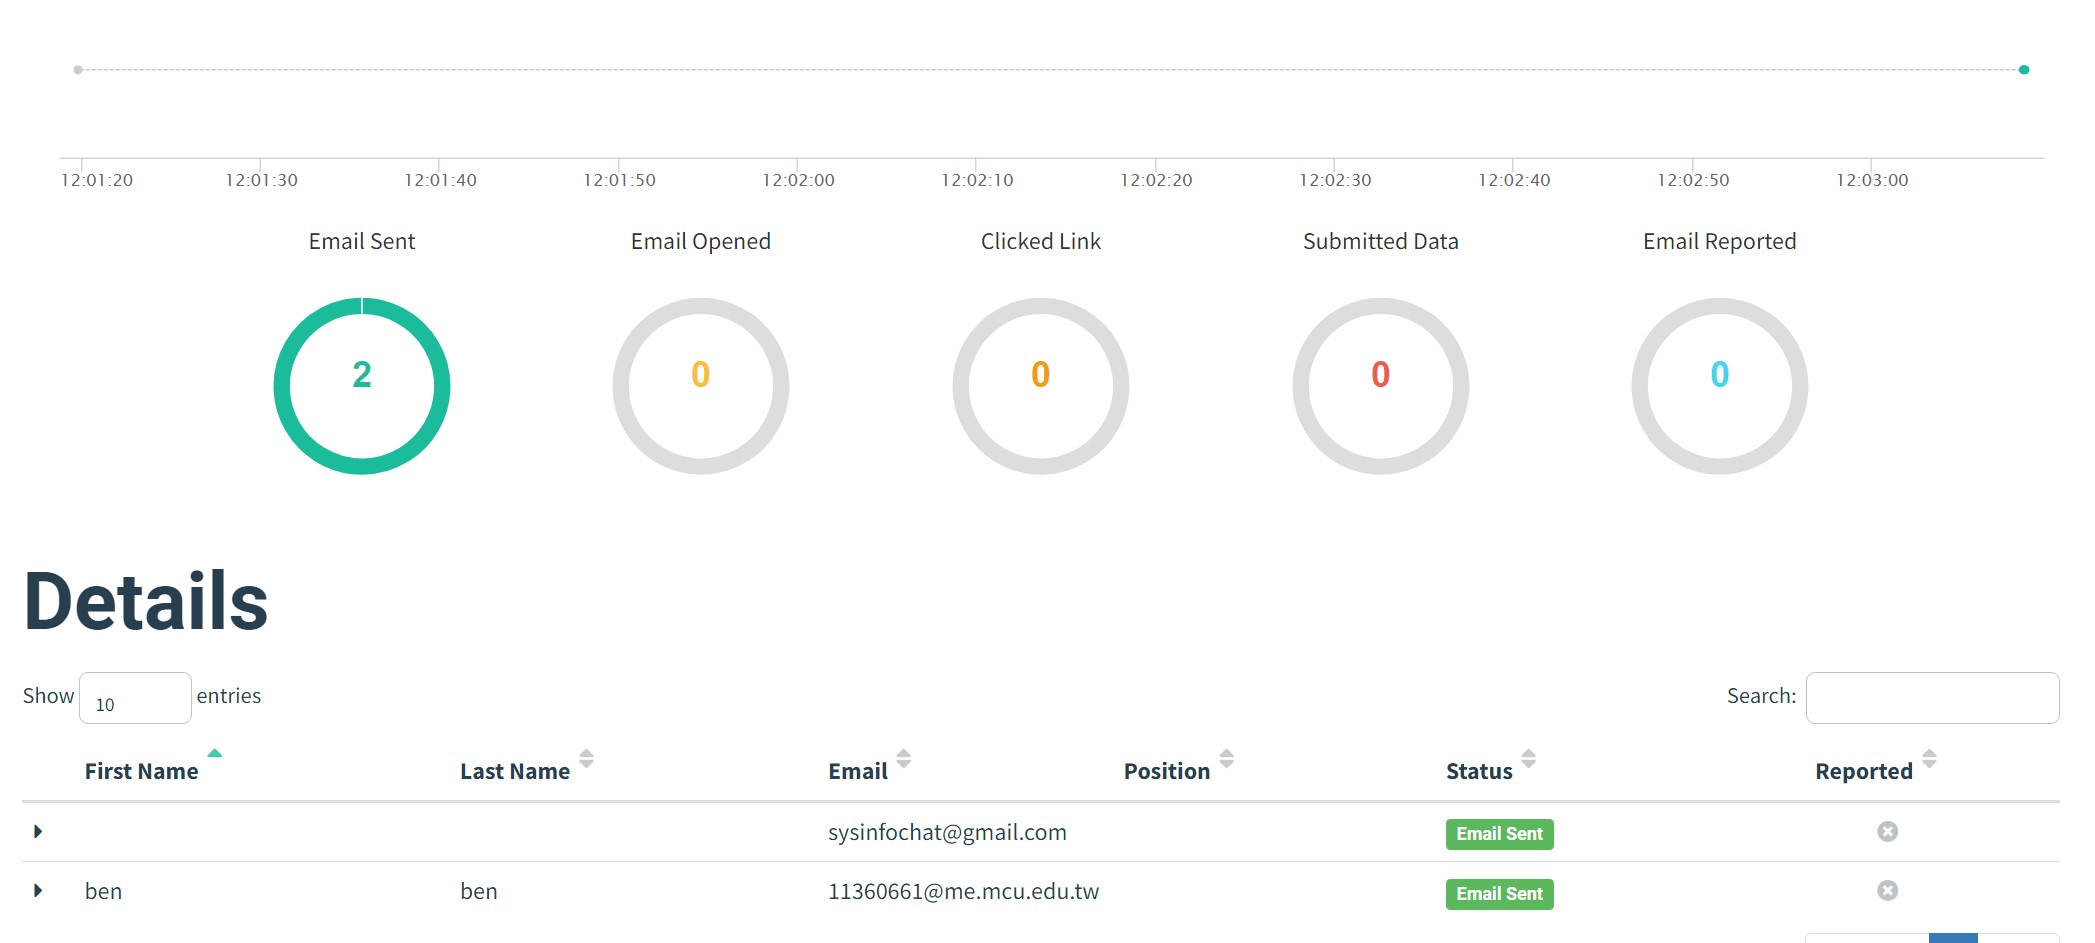 12:01:20 12:01:30 12:01:40 12:01:50 12:02:00 12:02:10 12:02:20 12:02:30 12:02:40 12:02:50 12:03:00
Email Sent Email Opened Clicked Link Submitted Data Email Reported
2 0 0 0 0
Details
Show 10 entries Search:
First Name Last Name Email Position Status Reported
sysinfochat@gmail.com Email Sent
ben ben 11360661@me.mcu.edu.tw Email Sent